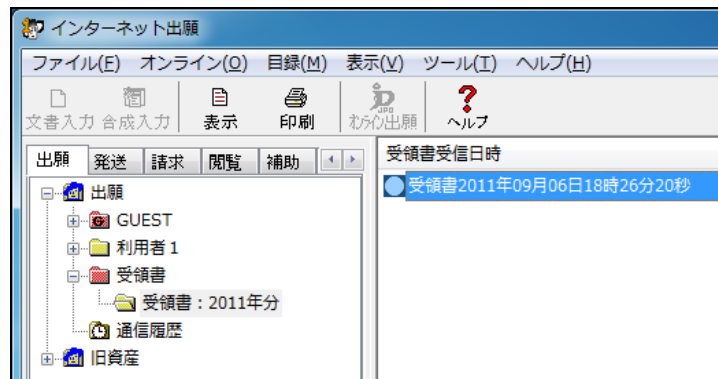 インターネット出願
ファイル(F) オンライン(O) 目録(M) 表示(V) ツール(T) ヘルプ(H)
文書入力 合成入力 表示 印刷 オンライン出願 ヘルプ
出願 発送 請求 閲覧 補助
受領書受信日時
受領書2011年09月06日18時26分20秒
出願
GUEST
利用者1
受領書
受領書：2011年分
通信履歴
旧資産